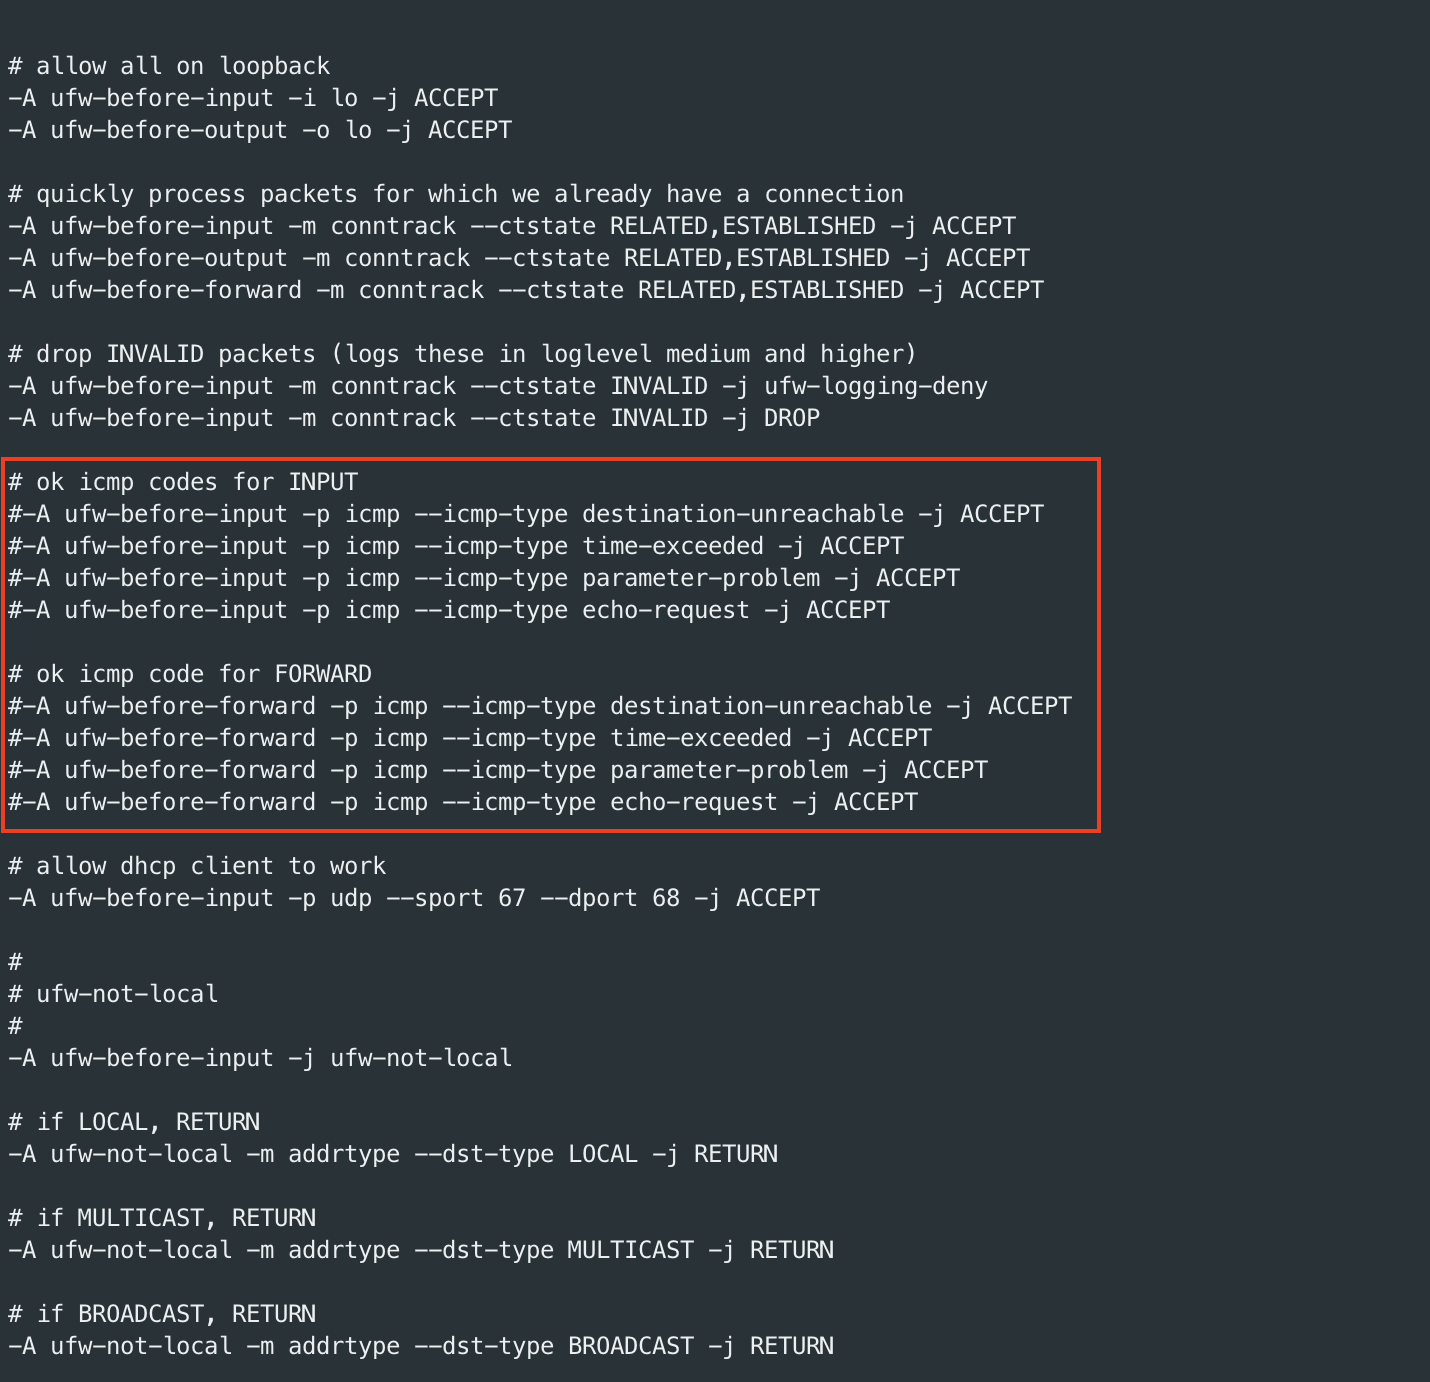 # allow all on loopback
-A ufw-before-input -i lo -j ACCEPT
-A ufw-before-output -o lo -j ACCEPT
# quickly process packets for which we already have a connection
-A ufw-before-input -m conntrack --ctstate RELATED,ESTABLISHED -j ACCEPT
-A ufw-before-output -m conntrack --ctstate RELATED,ESTABLISHED -j ACCEPT
-A ufw-before-forward -m conntrack --ctstate RELATED,ESTABLISHED -j ACCEPT
# drop INVALID packets (logs these in loglevel medium and higher)
-A ufw-before-input -m conntrack --ctstate INVALID -j ufw-logging-deny
-A ufw-before-input -m conntrack --ctstate INVALID -j DROP
# ok icmp codes for INPUT
#-A ufw-before-input -p icmp --icmp-type destination-unreachable -j ACCEPT
#-A ufw-before-input -p icmp --icmp-type time-exceeded -j ACCEPT
#-A ufw-before-input -p icmp --icmp-type parameter-problem -j ACCEPT
#-A ufw-before-input -p icmp --icmp-type echo-request -j ACCEPT
# ok icmp code for FORWARD
#-A ufw-before-forward -p icmp --icmp-type destination-unreachable -j ACCEPT
#-A ufw-before-forward -p icmp --icmp-type time-exceeded -j ACCEPT
#-A ufw-before-forward -p icmp --icmp-type parameter-problem -j ACCEPT
#-A ufw-before-forward -p icmp --icmp-type echo-request -j ACCEPT
# allow dhcp client to work
-A ufw-before-input -p udp --sport 67 --dport 68 -j ACCEPT
#
# ufw-not-local
#
-A ufw-before-input -j ufw-not-local
# if LOCAL, RETURN
-A ufw-not-local -m addrtype --dst-type LOCAL -j RETURN
# if MULTICAST, RETURN
-A ufw-not-local -m addrtype --dst-type MULTICAST -j RETURN
# if BROADCAST, RETURN
-A ufw-not-local -m addrtype --dst-type BROADCAST -j RETURN